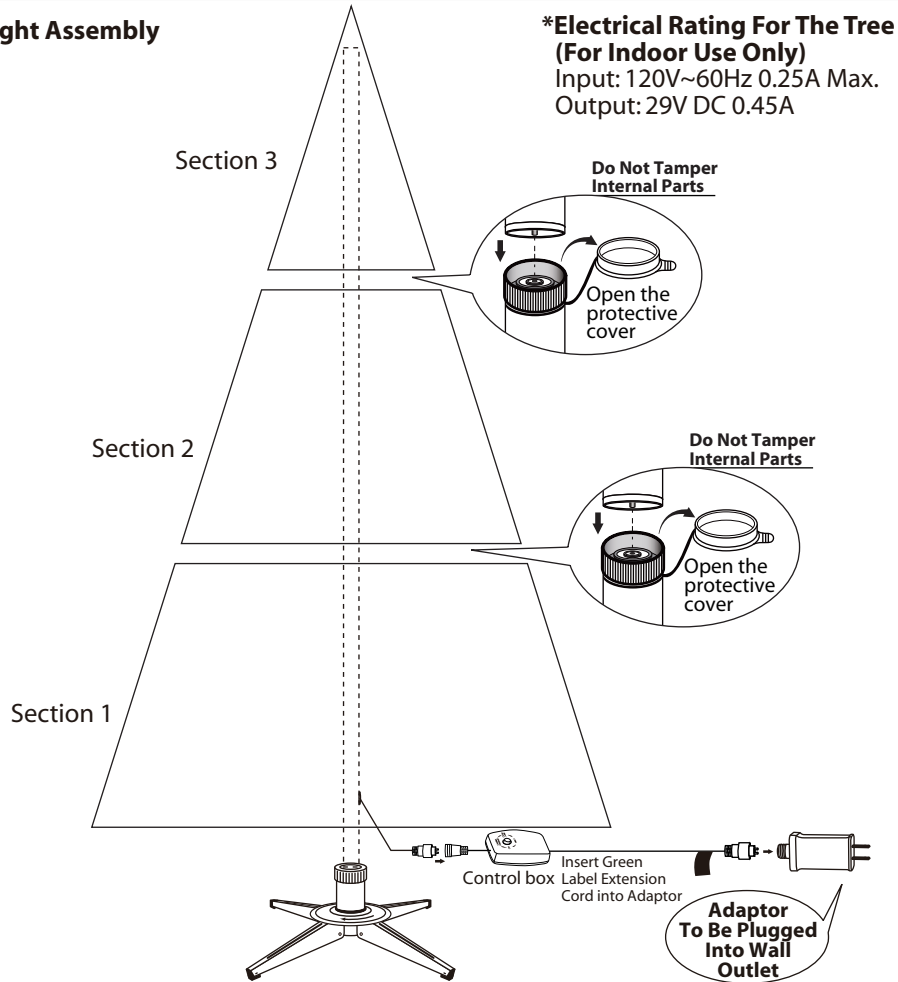 ght Assembly
*Electrical Rating For The Tree
(For Indoor Use Only)
Input: 120V~60Hz 0.25A Max.
Output: 29V DC 0.45A
Section 3
Do Not Tamper
Internal Parts
Open the
protective
cover
Section 2
Do Not Tamper
Internal Parts
Open the
protective
cover
Section 1
Control box
Insert Green
Label Extension
Cord into Adaptor
Adaptor
To Be Plugged
Into Wall
Outlet